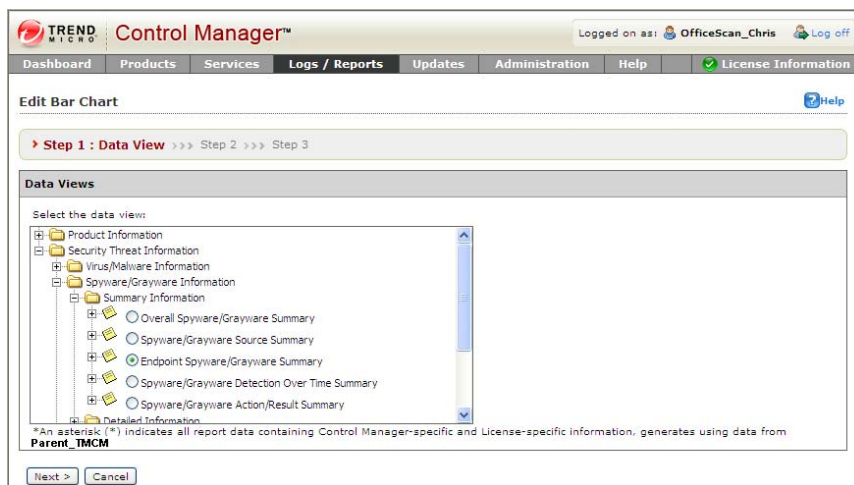 TREND MICRO Control Manager™ Logged on as: OfficeScan_Chris Log off
Dashboard Products Services Logs / Reports Updates Administration Help License Information
Edit Bar Chart Help
Step 1 : Data View >>> Step 2 >>> Step 3
Data Views
Select the data view:
Product Information
Security Threat Information
Virus/Malware Information
Spyware/Grayware Information
Summary Information
Overall Spyware/Grayware Summary
Spyware/Grayware Source Summary
Endpoint Spyware/Grayware Summary
Spyware/Grayware Detection Over Time Summary
Spyware/Grayware Action/Result Summary
Detailed Information
*An asterisk (*) indicates all report data containing Control Manager-specific and License-specific information, generates using data from
Parent_TMCM
Next > Cancel